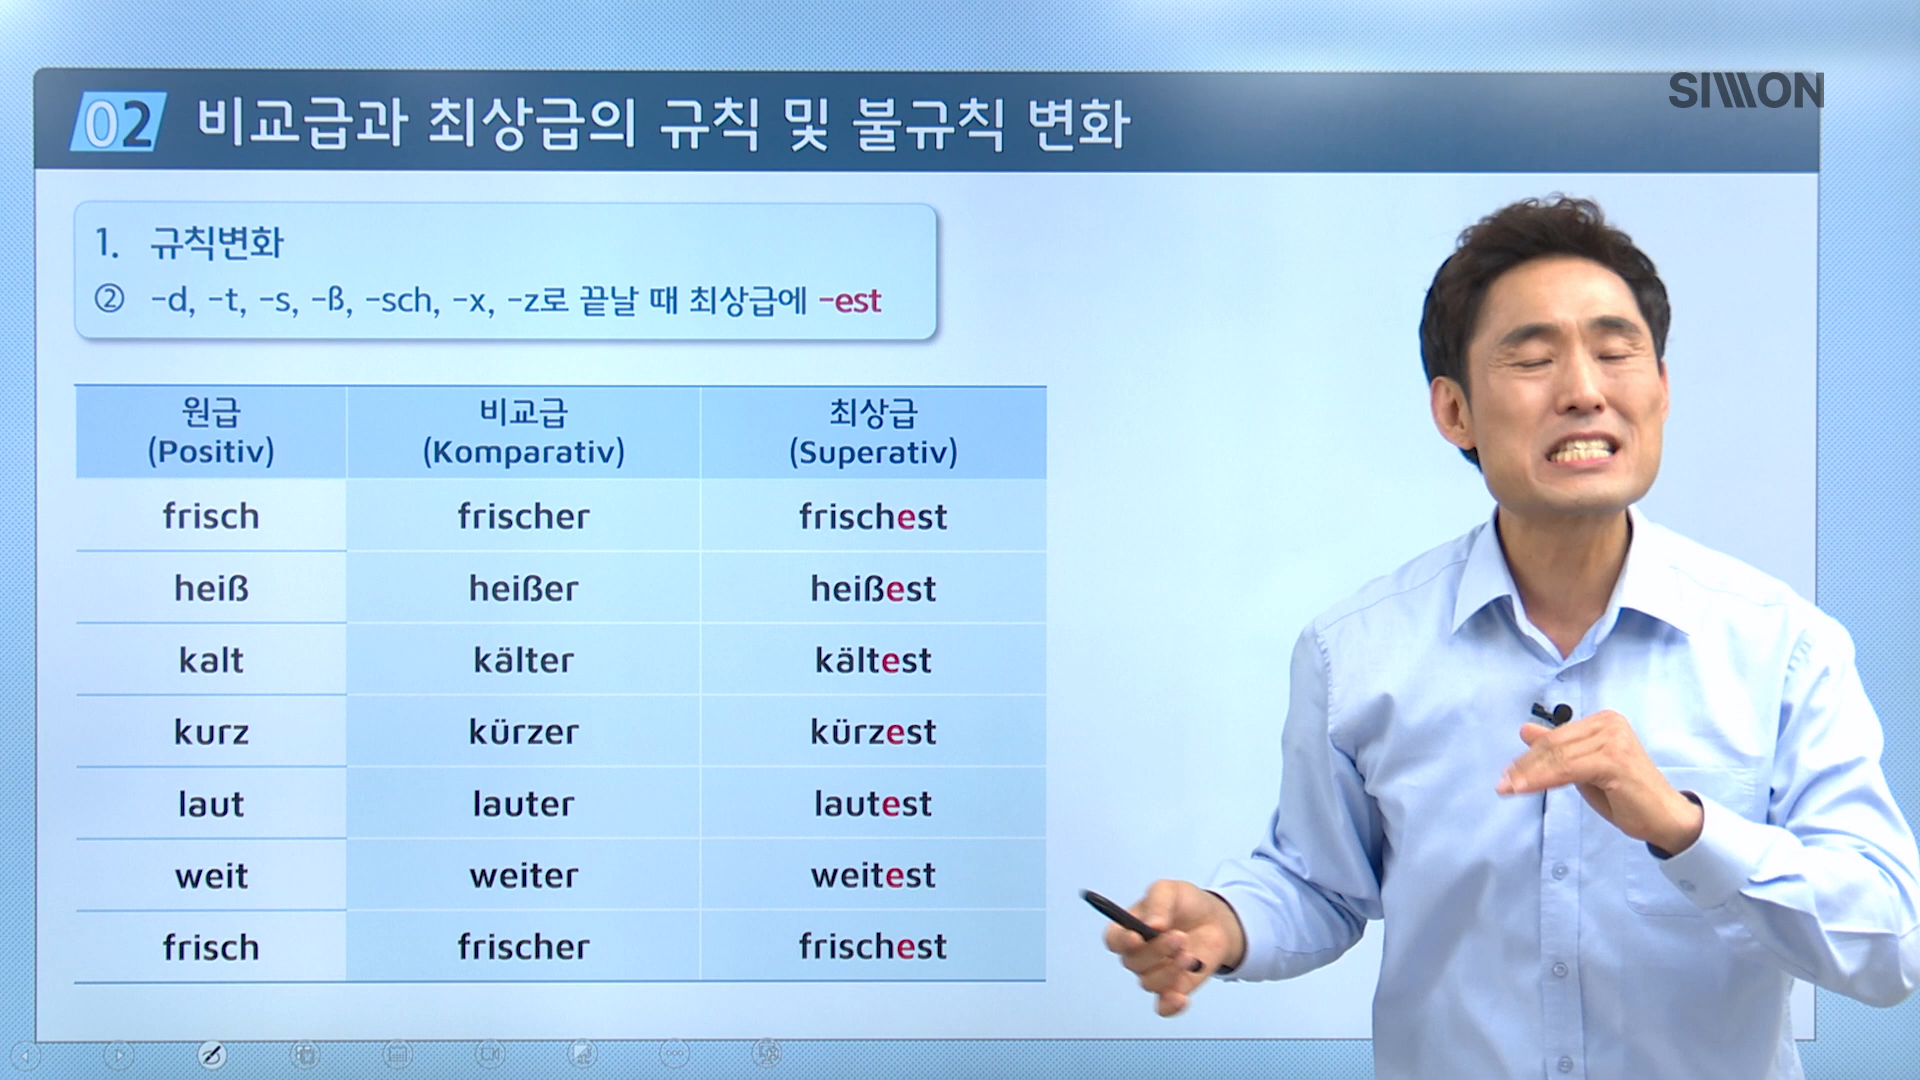 SIWON
02 비교급과 최상급의 규칙 및 불규칙 변화
1. 규칙변화
② -d, -t, -s, -ß, -sch, -x, -z로 끝날 때 최상급에 -est
원급 비교급 최상급
(Positiv) (Komparativ) (Superativ)
frisch frischer frischest
heiß heißer heißest
kalt kälter kältest
kurz kürzer kürzest
laut lauter lautest
weit weiter weitest
frisch frischer frischest